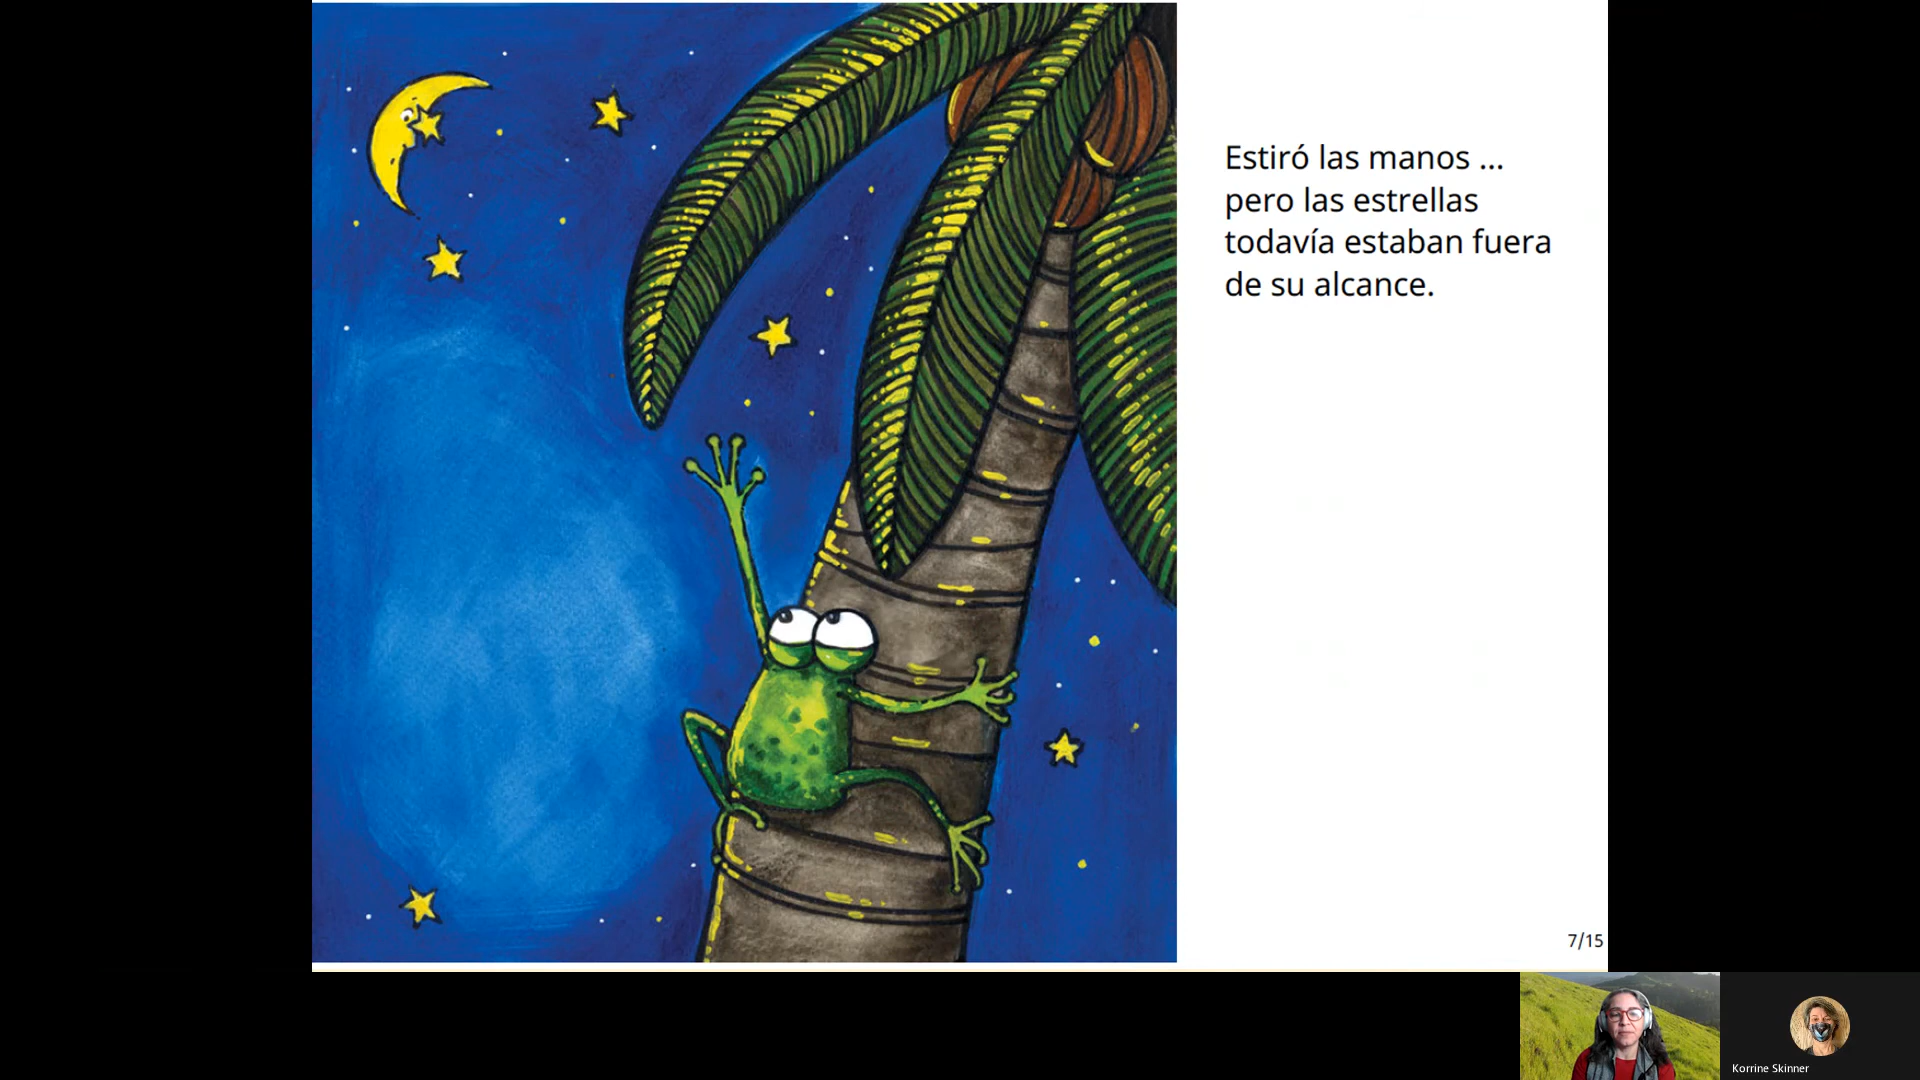 Estiró las manos ...
pero las estrellas
todavía estaban fuera
de su alcance.
7/15
Korrine Skinner